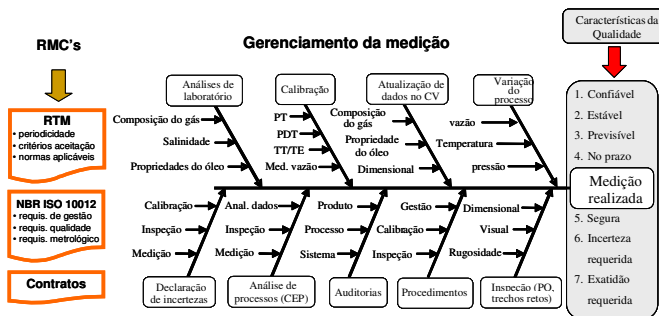 RMC's
Gerenciamento da medição
Características da
Qualidade
RTM
• periodicidade
• critérios aceitação
• normas aplicáveis
NBR ISO 10012
• requis. de gestão
• requis. qualidade
• requis. metrológico
Contratos
Análises de
laboratório
Composição do gás
Salinidade
Propriedades do óleo
Calibração
PT
PDT
TT/TE
Med. vazão
Atualização de
dados no CV
Composição
do gás
Propriedade
do óleo
Dimensional
Variação
do processo
vazão
Temperatura
pressão
Calibração
Inspeção
Medição
Declaração
de incertezas
Anal. dados
Inspeção
Medição
Análise de
processos (CEP)
Produto
Processo
Sistema
Auditorias
Gestão
Calibração
Inspeção
Procedimentos
Dimensional
Visual
Rugosidade
Inspeção (PO,
trechos retos)
1. Confiável
2. Estável
3. Previsível
4. No prazo
Medição
realizada
5. Segura
6. Incerteza
requerida
7. Exatidão
requerida